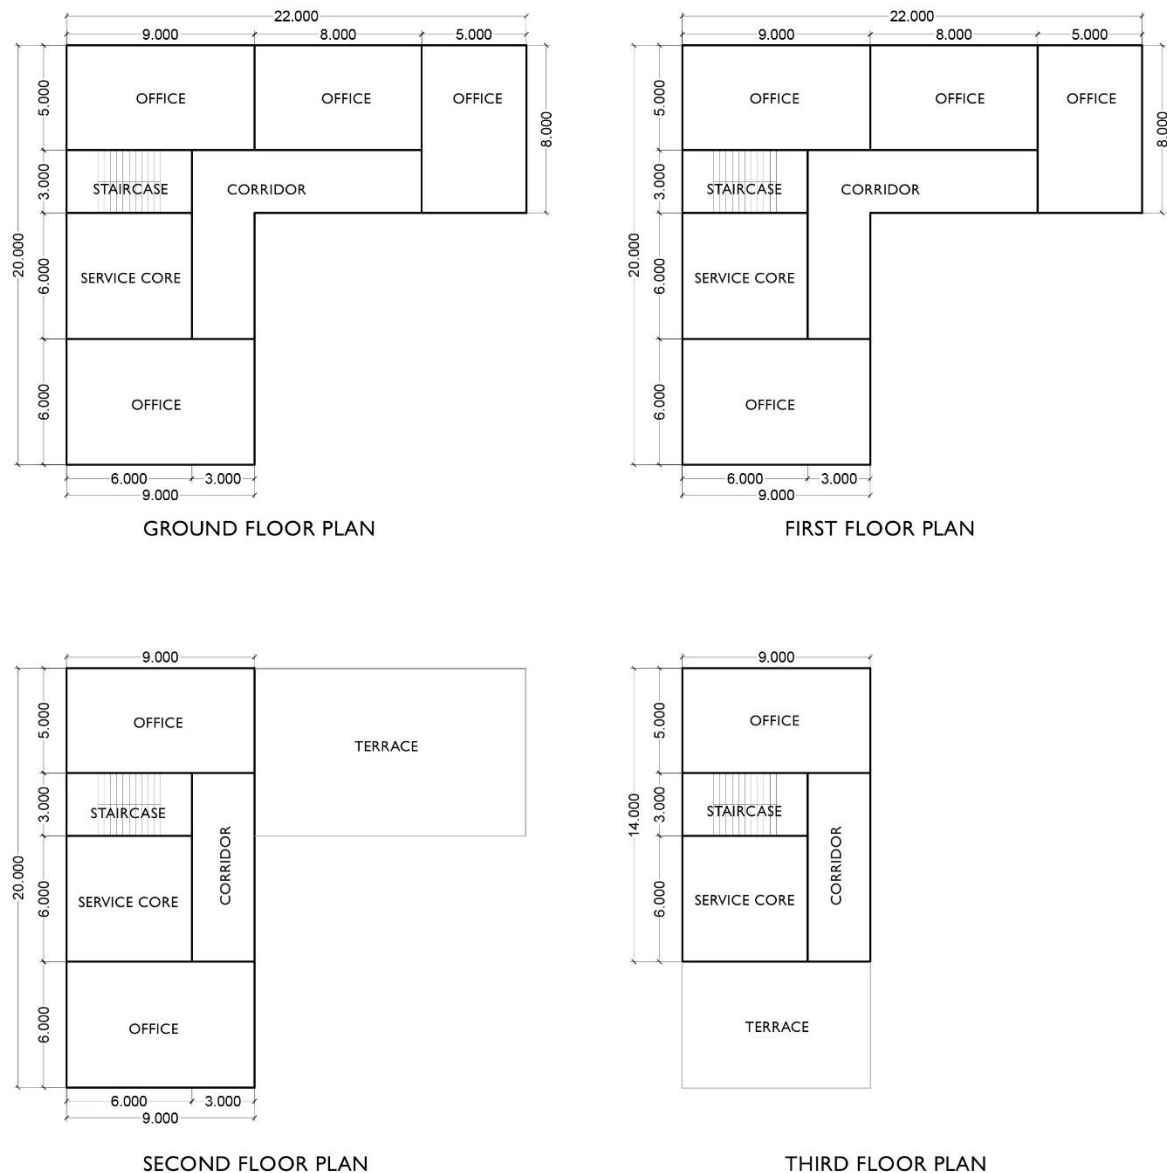 22.000
9.000
8.000
5.000
5.000
3.000
6.000
6.000
20.000
8.000
OFFICE
OFFICE
OFFICE
STAIRCASE
CORRIDOR
SERVICE CORE
OFFICE
6.000
3.000
9.000
GROUND FLOOR PLAN
22.000
9.000
8.000
5.000
5.000
3.000
6.000
6.000
20.000
8.000
OFFICE
OFFICE
OFFICE
STAIRCASE
CORRIDOR
SERVICE CORE
OFFICE
6.000
3.000
9.000
FIRST FLOOR PLAN
9.000
5.000
3.000
6.000
6.000
20.000
OFFICE
TERRACE
STAIRCASE
CORRIDOR
SERVICE CORE
OFFICE
6.000
3.000
9.000
SECOND FLOOR PLAN
9.000
5.000
3.000
6.000
14.000
OFFICE
STAIRCASE
CORRIDOR
SERVICE CORE
TERRACE
THIRD FLOOR PLAN